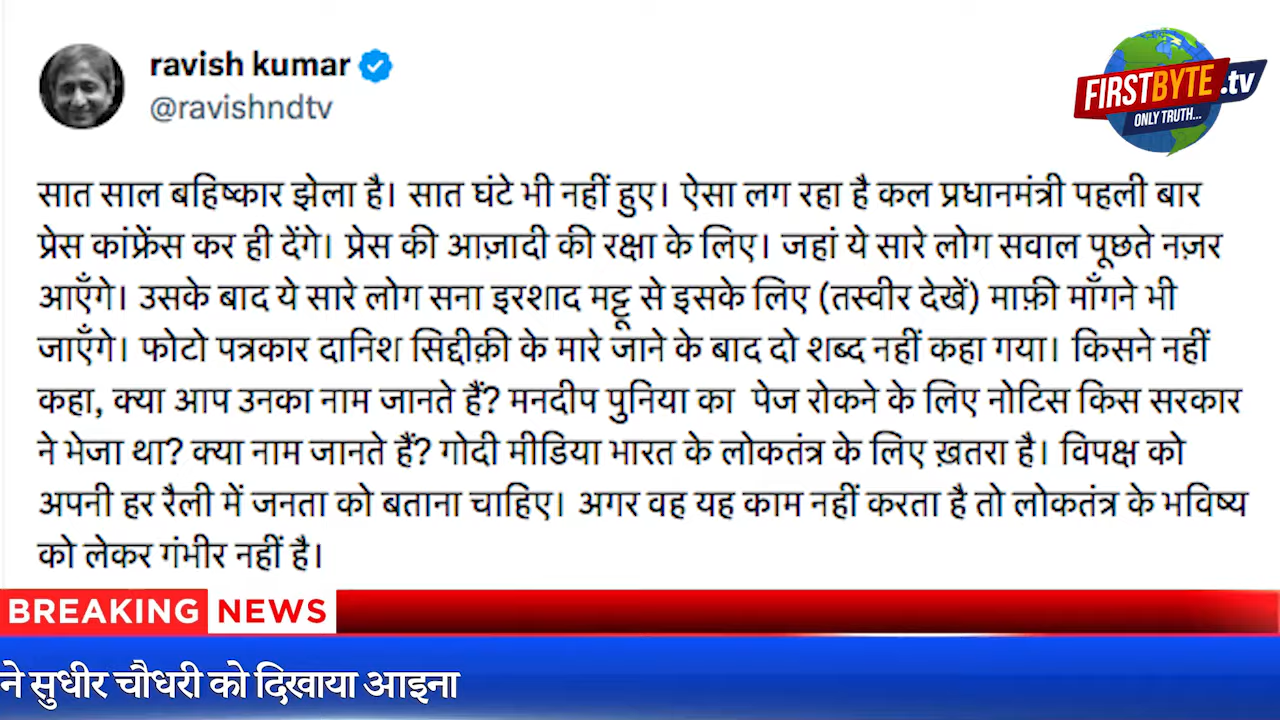 ravish kumar
@ravishndtv
FIRSTBYTE.tv
ONLY TRUTH...
सात साल बहिष्कार झेला है। सात घंटे भी नहीं हुए। ऐसा लग रहा है कल प्रधानमंत्री पहली बार
प्रेस कांफ्रेंस कर ही देंगे। प्रेस की आज़ादी की रक्षा के लिए। जहां ये सारे लोग सवाल पूछते नज़र
आएँगे। उसके बाद ये सारे लोग सना इरशाद मट्टू से इसके लिए (तस्वीर देखें) माफ़ी माँगने भी
जाएँगे। फोटो पत्रकार दानिश सिद्दीक़ी के मारे जाने के बाद दो शब्द नहीं कहा गया। किसने नहीं
कहा, क्या आप उनका नाम जानते हैं? मनदीप पुनिया का पेज रोकने के लिए नोटिस किस सरकार
ने भेजा था? क्या नाम जानते हैं? गोदी मीडिया भारत के लोकतंत्र के लिए ख़तरा है। विपक्ष को
अपनी हर रैली में जनता को बताना चाहिए। अगर वह यह काम नहीं करता है तो लोकतंत्र के भविष्य
को लेकर गंभीर नहीं है।
BREAKING NEWS
ने सुधीर चौधरी को दिखाया आइना